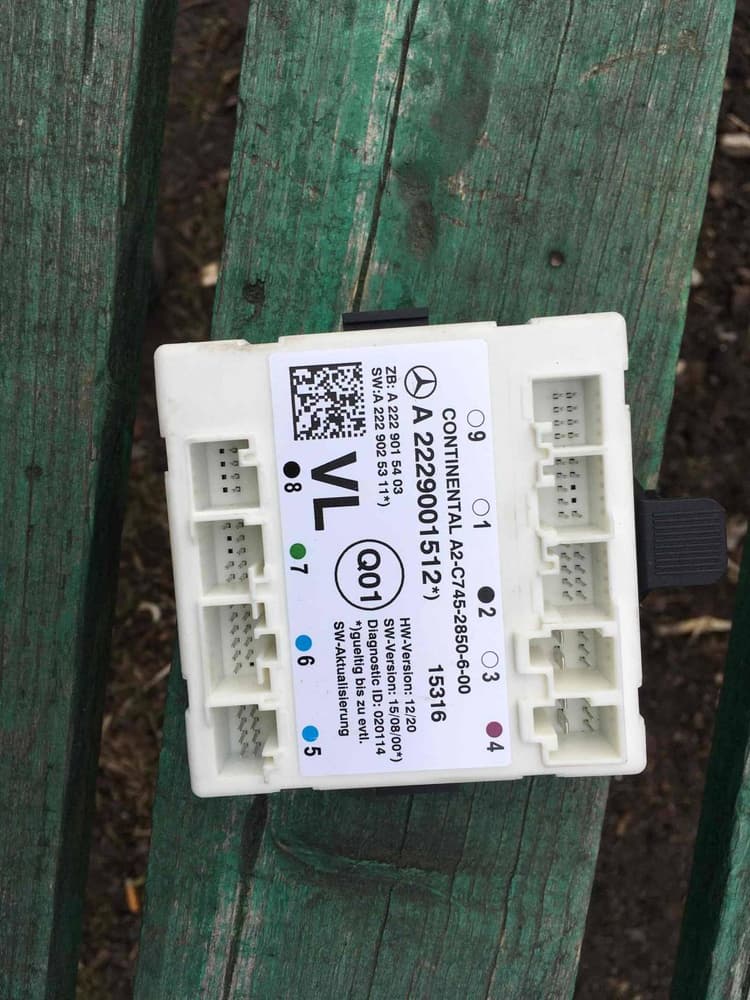 9 1 2 3 4
CONTINENTAL A2-C745-2850-6-00
A 2229001512*) 15316
ZB: A 222 901 54 03
SW:A 222 902 53 11*)
HW-Version: 12/20
SW-Version: 15/08/00*)
Diagnostic ID: 020114
*)gueltig bis zu evtl.
SW-Aktualisierung
VL
Q01
8 7 6 5